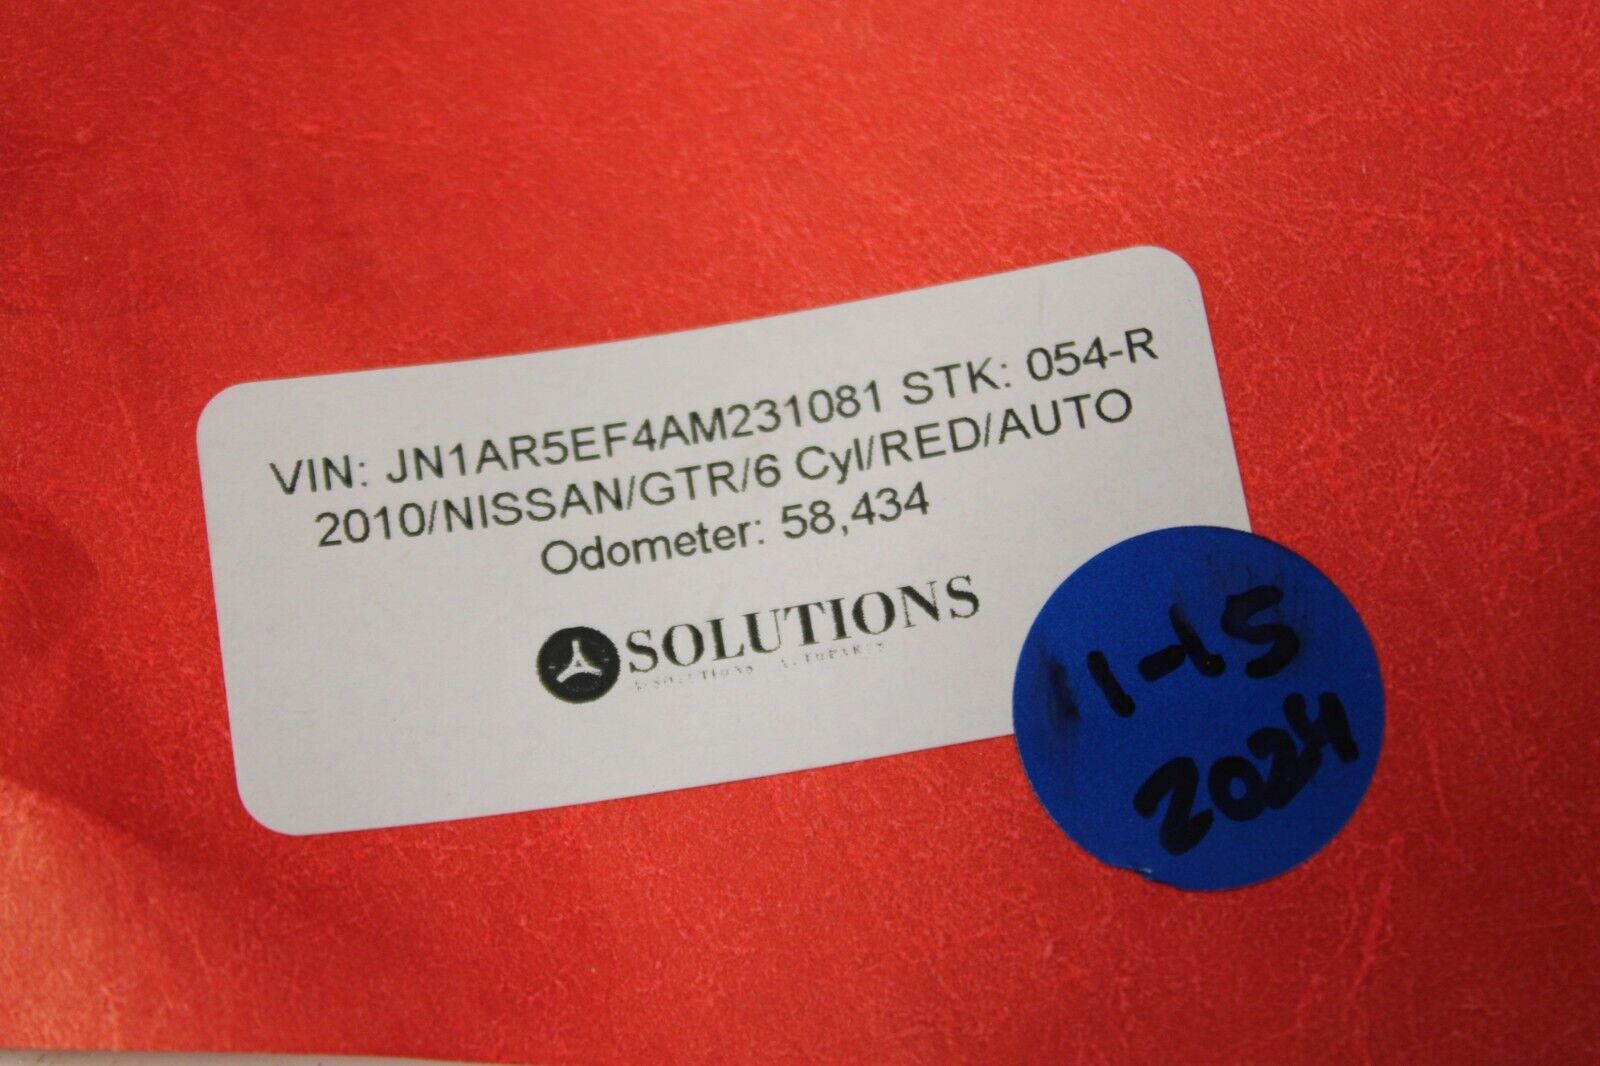 VIN: JN1AR5EF4AM231081 STK: 054-R
2010/NISSAN/GTR/6 Cyl/RED/AUTO
Odometer: 58,434
SOLUTIONS
1-15
2024